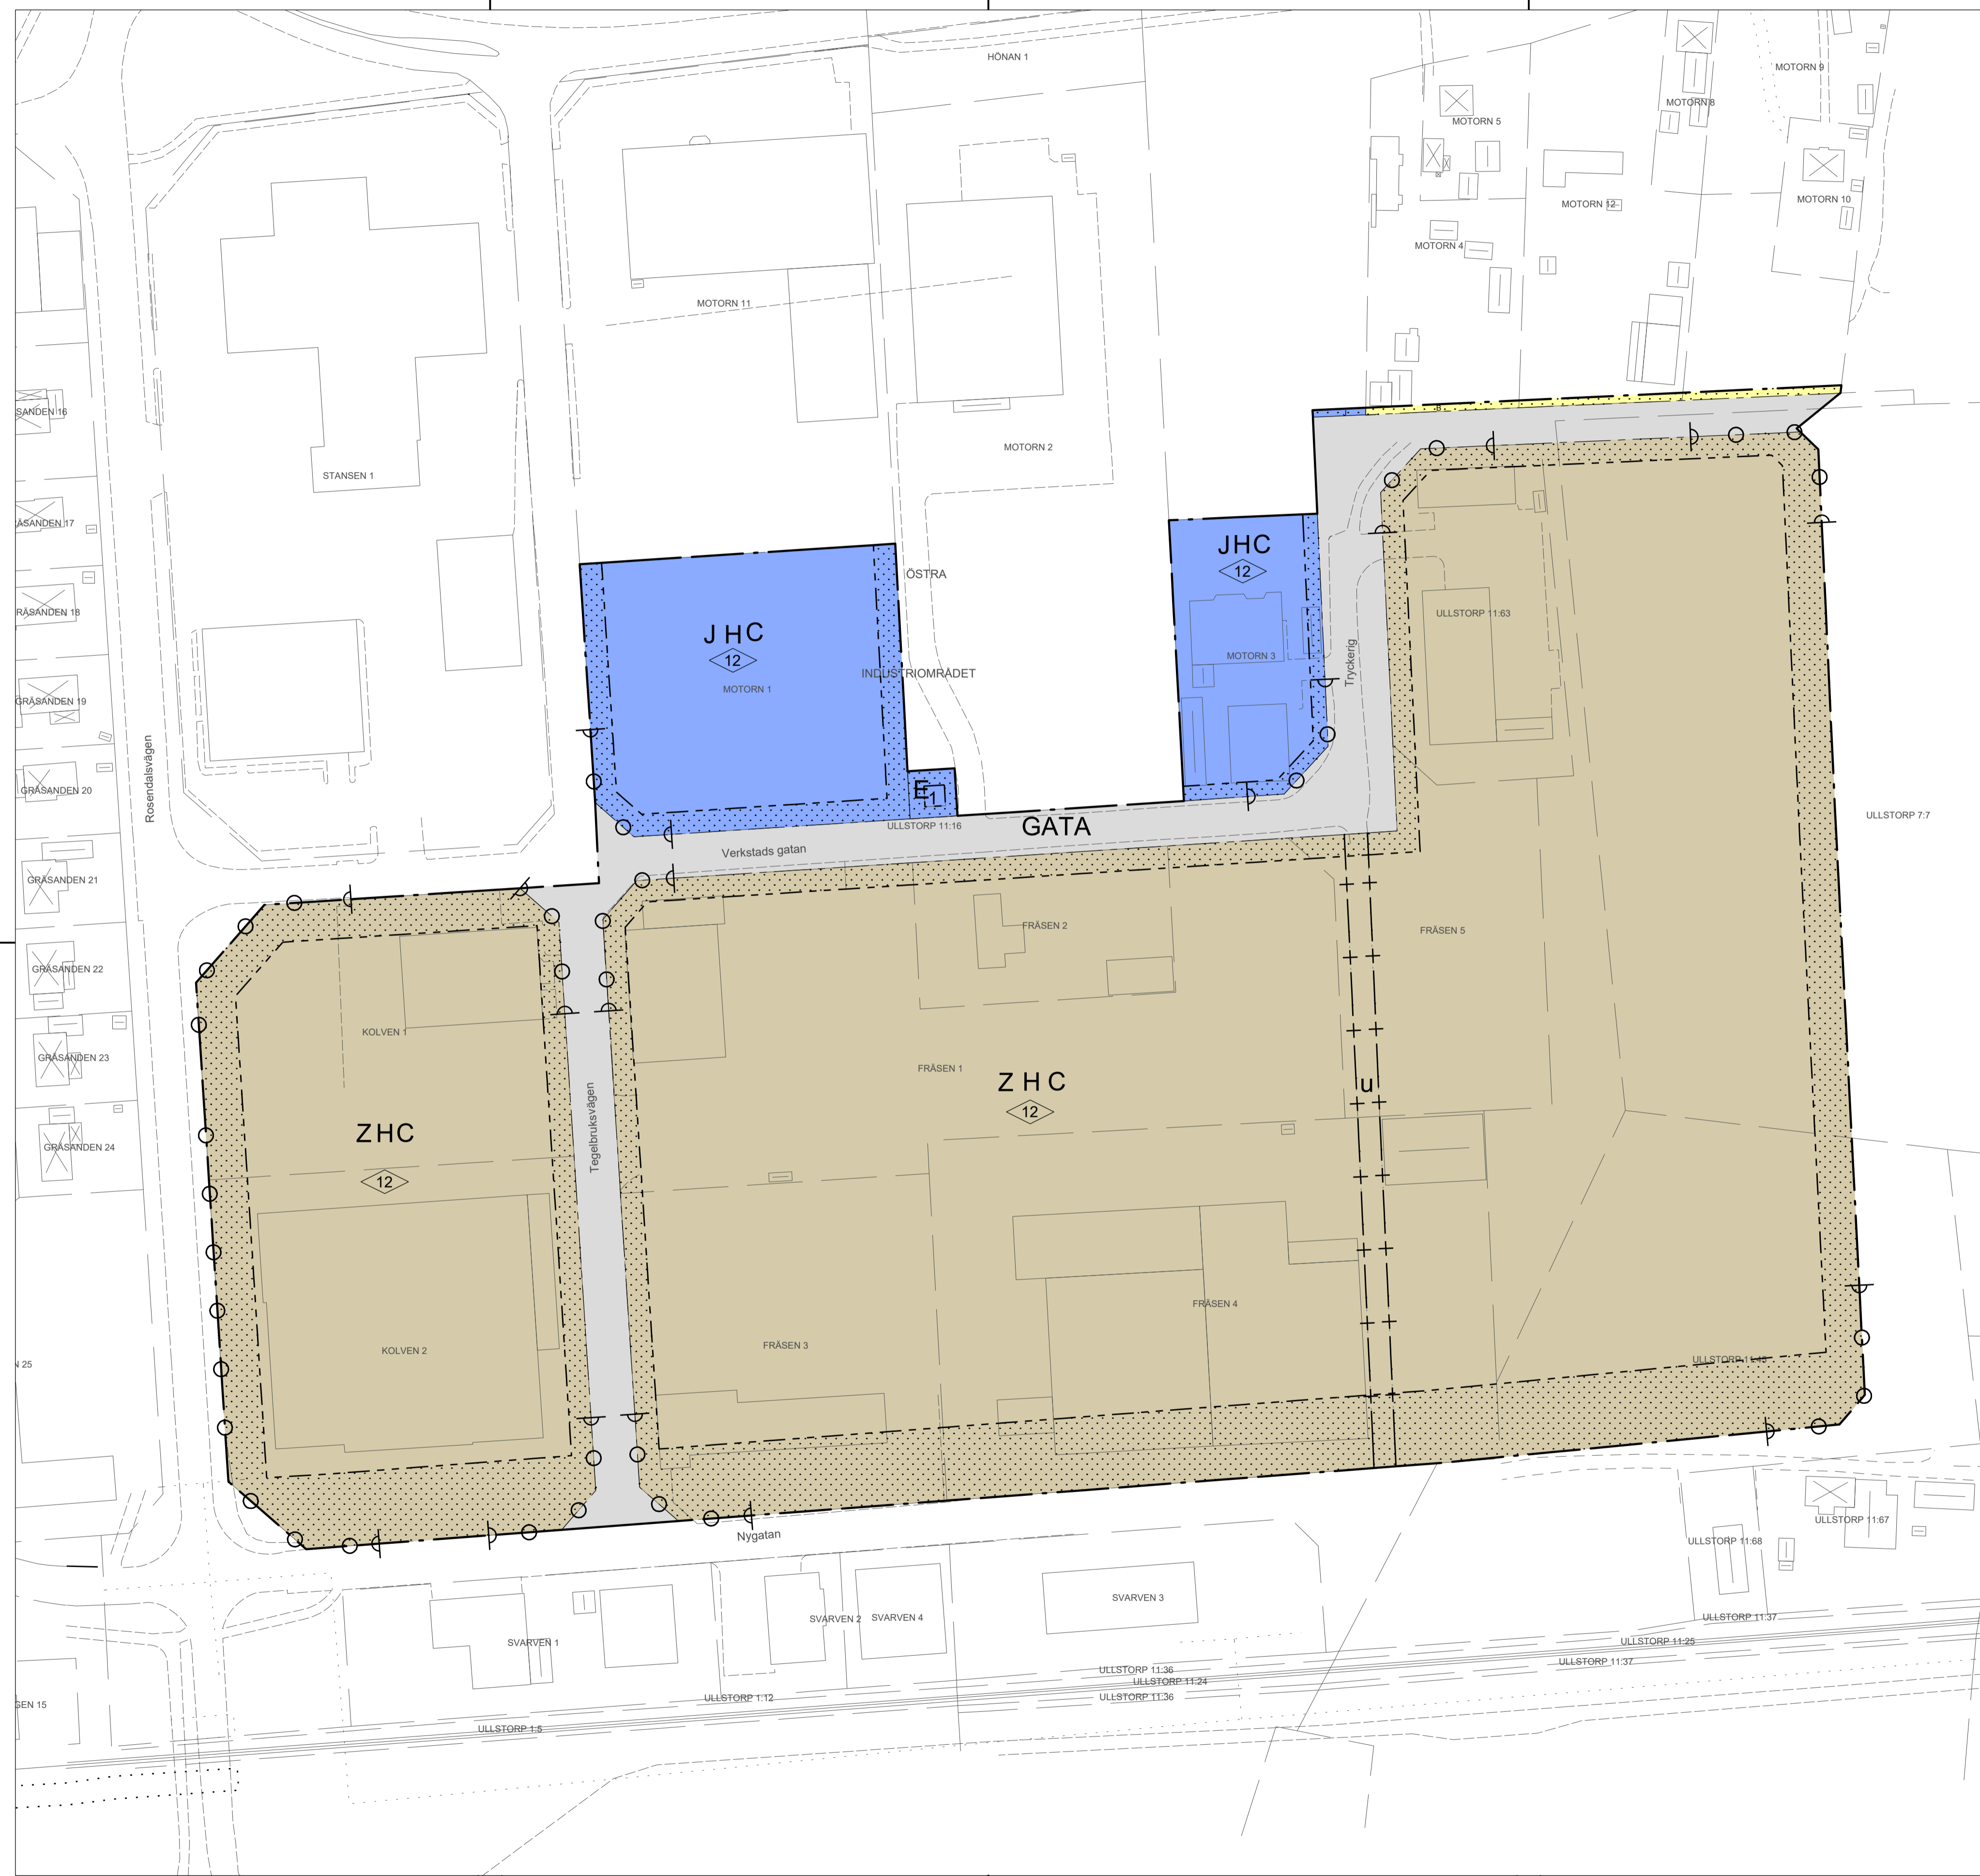 HÖNAN 1
MOTORN 9
MOTORN 8
MOTORN 5
MOTORN 12
MOTORN 10
MOTORN 4
MOTORN 11
SANDEN 16
B
MOTORN 2
STANSEN 1
ÄSANDEN 17
JHC
12
ÖSTRA
RÄSANDEN 18
ULLSTORP 11:63
J HC
12
MOTORN 3
Tryckerig
INDUSTRIOMRÅDET
MOTORN 1
GRÄSANDEN 19
Rosendalsvägen
GRÄSANDEN 20
E
1
ULLSTORP 7:7
ULLSTORP 11:16
GATA
Verkstads gatan
GRÄSANDEN 21
FRÄSEN 2
FRÄSEN 5
GRÄSANDEN 22
KOLVEN 1
GRÄSANDEN 23
FRÄSEN 1
Z H C
12
u
Tegelbruksvägen
ZHC
12
GRÄSANDEN 24
FRÄSEN 4
FRÄSEN 3
KOLVEN 2
N 25
Nygatan
ULLSTORP 11:67
ULLSTORP 11:68
SVARVEN 3
SVARVEN 2
SVARVEN 4
ULLSTORP 11:37
SVARVEN 1
ULLSTORP 11:25
ULLSTORP 11:37
ULLSTORP 11:36
ULLSTORP 11:24
ULLSTORP 11:36
ULLSTORP 1:12
GEN 15
ULLSTORP 1:5